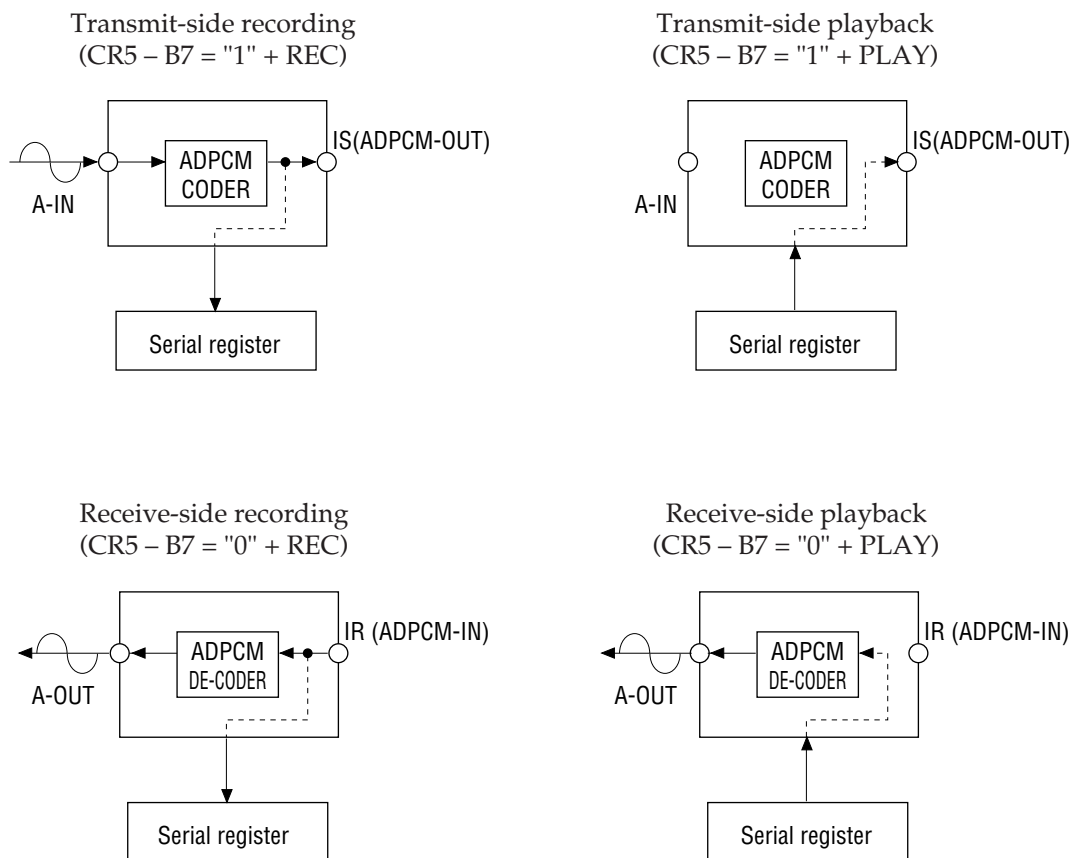 Transmit-side recording
(CR5 – B7 = "1" + REC)
IS(ADPCM-OUT)
ADPCM
CODER
A-IN
Serial register
Transmit-side playback
(CR5 – B7 = "1" + PLAY)
IS(ADPCM-OUT)
ADPCM
CODER
A-IN
Serial register
Receive-side recording
(CR5 – B7 = "0" + REC)
IR (ADPCM-IN)
ADPCM
DE-CODER
A-OUT
Serial register
Receive-side playback
(CR5 – B7 = "0" + PLAY)
IR (ADPCM-IN)
ADPCM
DE-CODER
A-OUT
Serial register